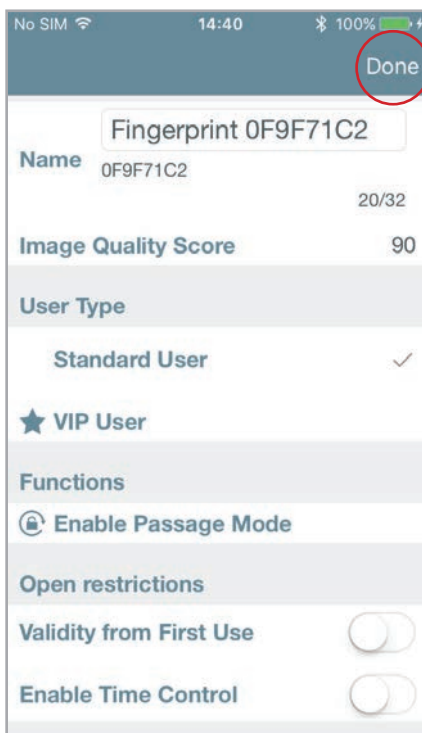 No SIM 14:40 100%
Done
Fingerprint 0F9F71C2
Name
0F9F71C2
20/32
Image Quality Score 90
User Type
Standard User
VIP User
Functions
Enable Passage Mode
Open restrictions
Validity from First Use
Enable Time Control